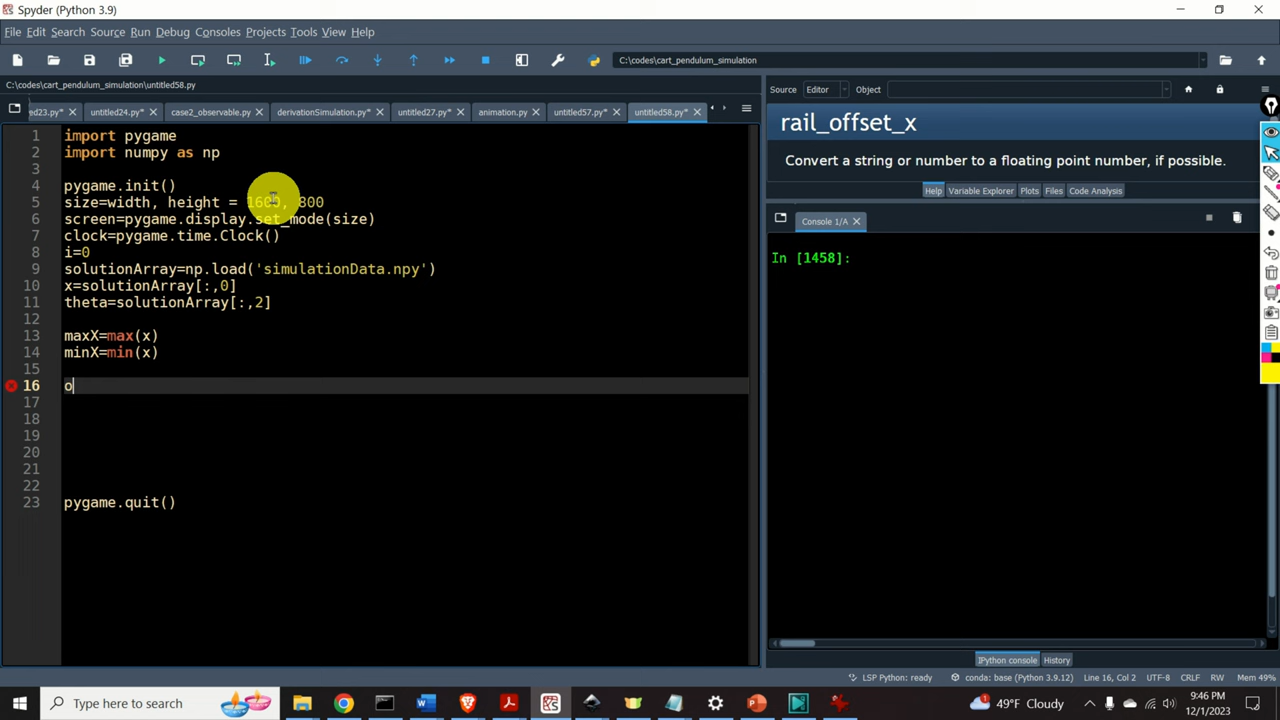 Spyder (Python 3.9)
File Edit Search Source Run Debug Consoles Projects Tools View Help
C:\codes\cart_pendulum_simulation
C:\codes\cart_pendulum_simulation\untitled58.py
ed23.py* untitled24.py* case2_observable.py derivationSimulation.py* untitled27.py* animation.py untitled57.py* untitled58.py*
1 import pygame
2 import numpy as np
3
4 pygame.init()
5 size=width, height = 1600, 800
6 screen=pygame.display.set_mode(size)
7 clock=pygame.time.Clock()
8 i=0
9 solutionArray=np.load('simulationData.npy')
10 x=solutionArray[:,0]
11 theta=solutionArray[:,2]
12
13 maxX=max(x)
14 minX=min(x)
15
16 o
17
18
19
20
21
22
23 pygame.quit()
Source Editor Object
rail_offset_x
Convert a string or number to a floating point number, if possible.
Help Variable Explorer Plots Files Code Analysis
Console 1/A
In [1458]:
IPython console History
LSP Python: ready conda: base (Python 3.9.12) Line 16, Col 2 UTF-8 CRLF RW Mem 49%
Type here to search
49°F Cloudy
9:46 PM
12/1/2023